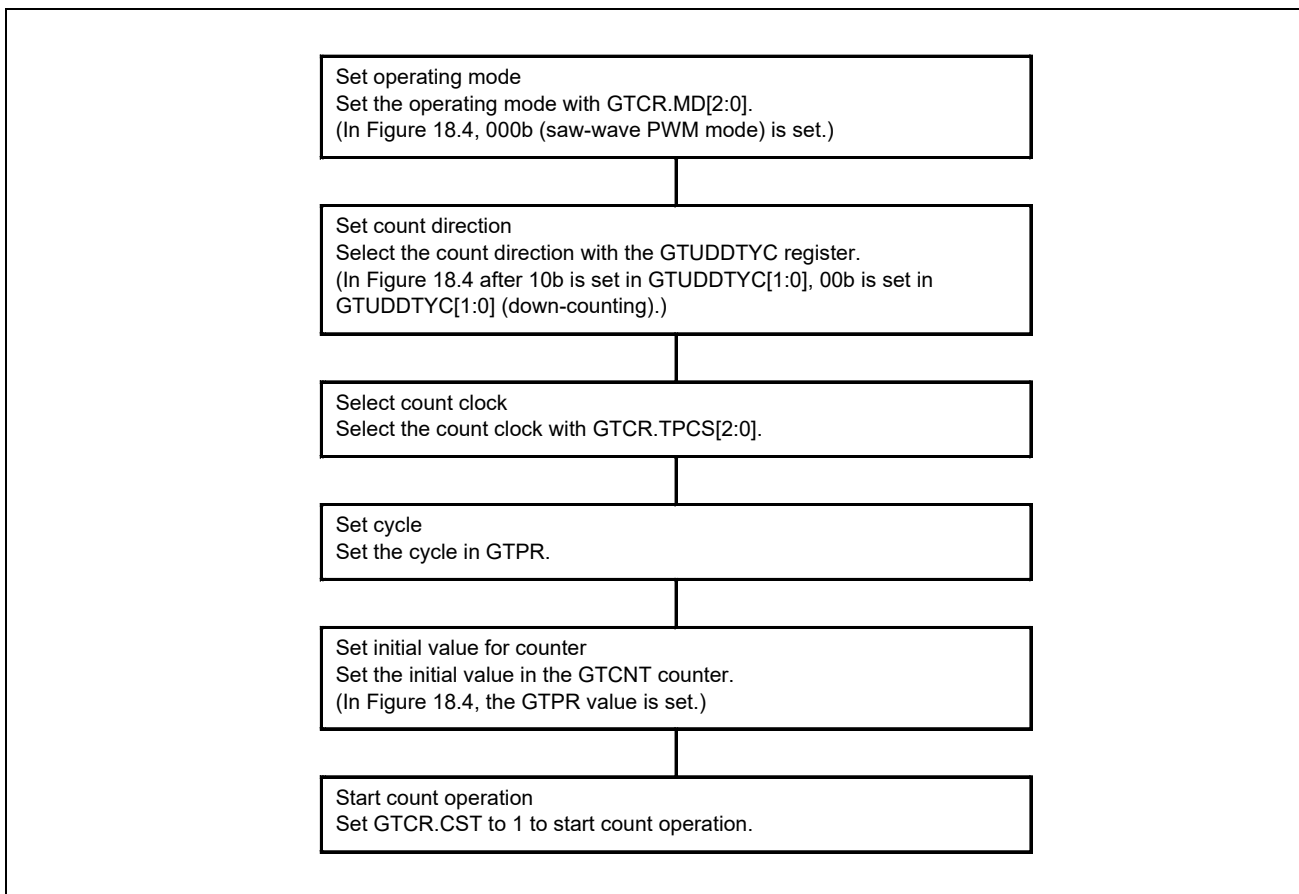 Set operating mode
Set the operating mode with GTCR.MD[2:0].
(In Figure 18.4, 000b (saw-wave PWM mode) is set.)
Set count direction
Select the count direction with the GTUDDTYC register.
(In Figure 18.4 after 10b is set in GTUDDTYC[1:0], 00b is set in
GTUDDTYC[1:0] (down-counting).)
Select count clock
Select the count clock with GTCR.TPCS[2:0].
Set cycle
Set the cycle in GTPR.
Set initial value for counter
Set the initial value in the GTCNT counter.
(In Figure 18.4, the GTPR value is set.)
Start count operation
Set GTCR.CST to 1 to start count operation.